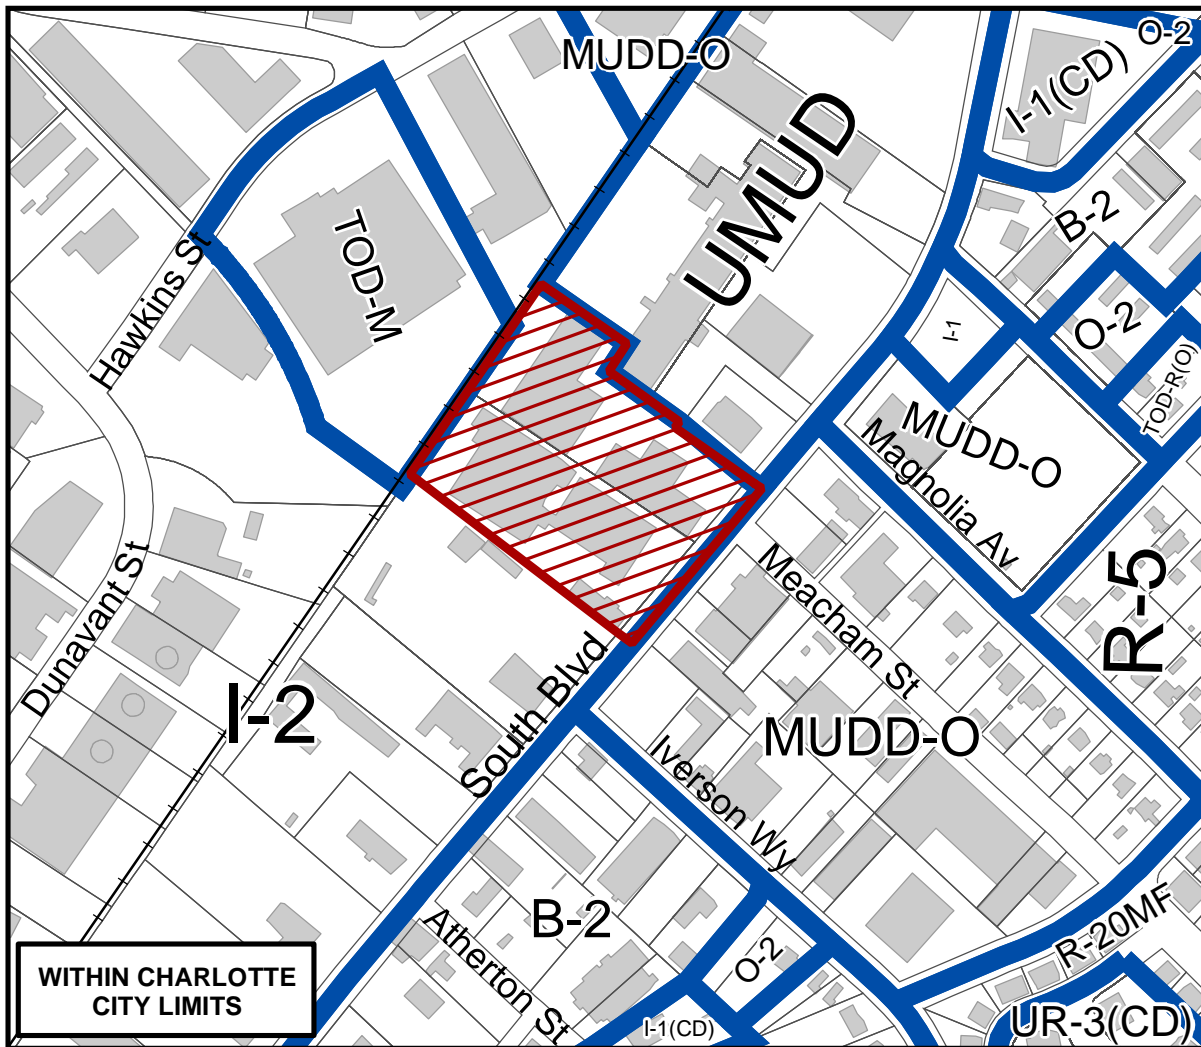 O-2
MUDD-O
I-1(CD)
UMUD
B-2
TOD-M
Hawkins St
I-1
O-2
TOD-R(O)
MUDD-O
Magnolia Av
R-5
Meacham St
Dunavant St
I-2
South Blvd
MUDD-O
Iverson Wy
B-2
Atherton St
O-2
R-20MF
WITHIN CHARLOTTE
CITY LIMITS
I-1(CD)
UR-3(CD)